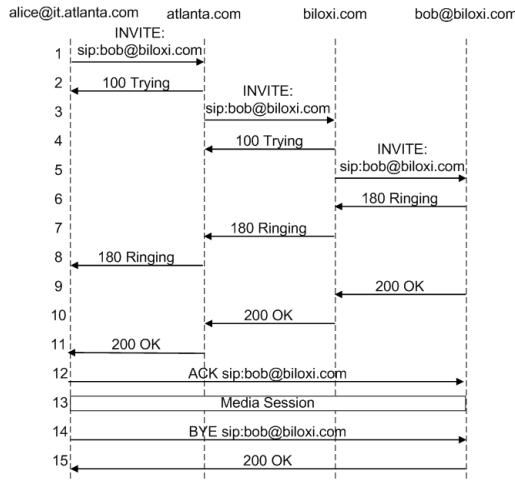 alice@it.atlanta.com atlanta.com biloxi.com bob@biloxi.com
INVITE:
1 sip:bob@biloxi.com
2 100 Trying
INVITE:
3 sip:bob@biloxi.com
4 100 Trying
INVITE:
5 sip:bob@biloxi.com
6 180 Ringing
7 180 Ringing
8 180 Ringing
9 200 OK
10 200 OK
11 200 OK
12 ACK sip:bob@biloxi.com
13 Media Session
14 BYE sip:bob@biloxi.com
15 200 OK